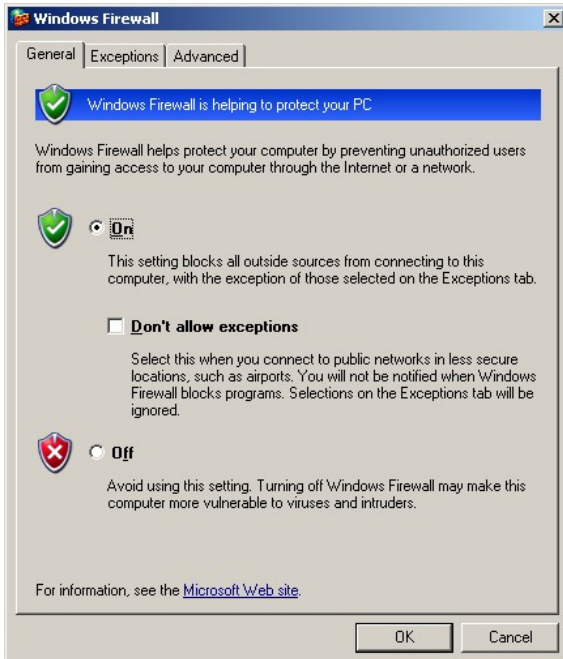 Windows Firewall
General
Exceptions
Advanced
Windows Firewall is helping to protect your PC
Windows Firewall helps protect your computer by preventing unauthorized users
from gaining access to your computer through the Internet or a network.
On
This setting blocks all outside sources from connecting to this
computer, with the exception of those selected on the Exceptions tab.
Don't allow exceptions
Select this when you connect to public networks in less secure
locations, such as airports. You will not be notified when Windows
Firewall blocks programs. Selections on the Exceptions tab will be
ignored.
Off
Avoid using this setting. Turning off Windows Firewall may make this
computer more vulnerable to viruses and intruders.
For information, see the Microsoft Web site.
OK
Cancel